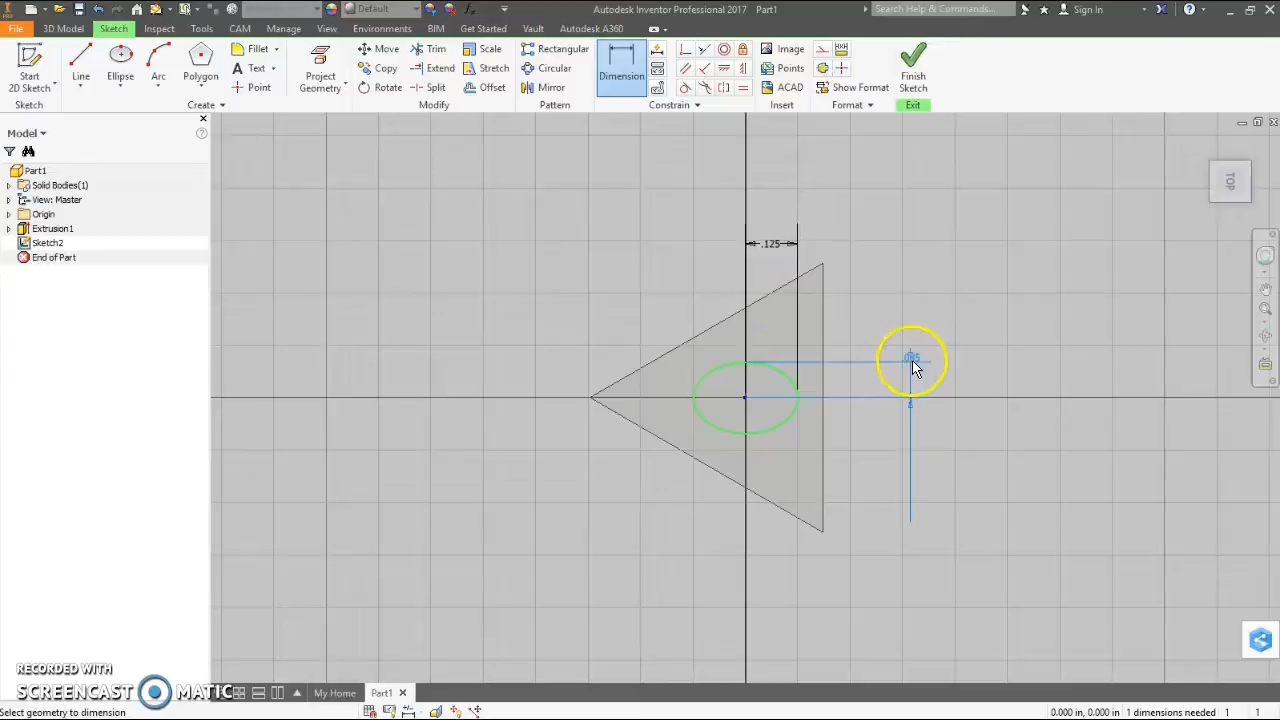 Default
Autodesk Inventor Professional 2017 Part1
Search Help & Commands...
Sign In
File 3D Model Sketch Inspect Tools CAM Manage View Environments BIM Get Started Vault Autodesk A360
Start
2D Sketch
Line
Ellipse
Arc
Polygon
Fillet
Text
Point
Project
Geometry
Move
Copy
Rotate
Trim
Extend
Split
Scale
Stretch
Offset
Rectangular
Circular
Mirror
Dimension
Image
Points
ACAD
Show Format
Finish
Sketch
Sketch Create Modify Pattern Constrain Insert Format Exit
Model
Part1
Solid Bodies(1)
View: Master
Origin
Extrusion1
Sketch2
End of Part
TOP
.125
RECORDED WITH
SCREENCAST MATIC
My Home
Part1
Select geometry to dimension
0.000 in, 0.000 in 1 dimensions needed 1 1